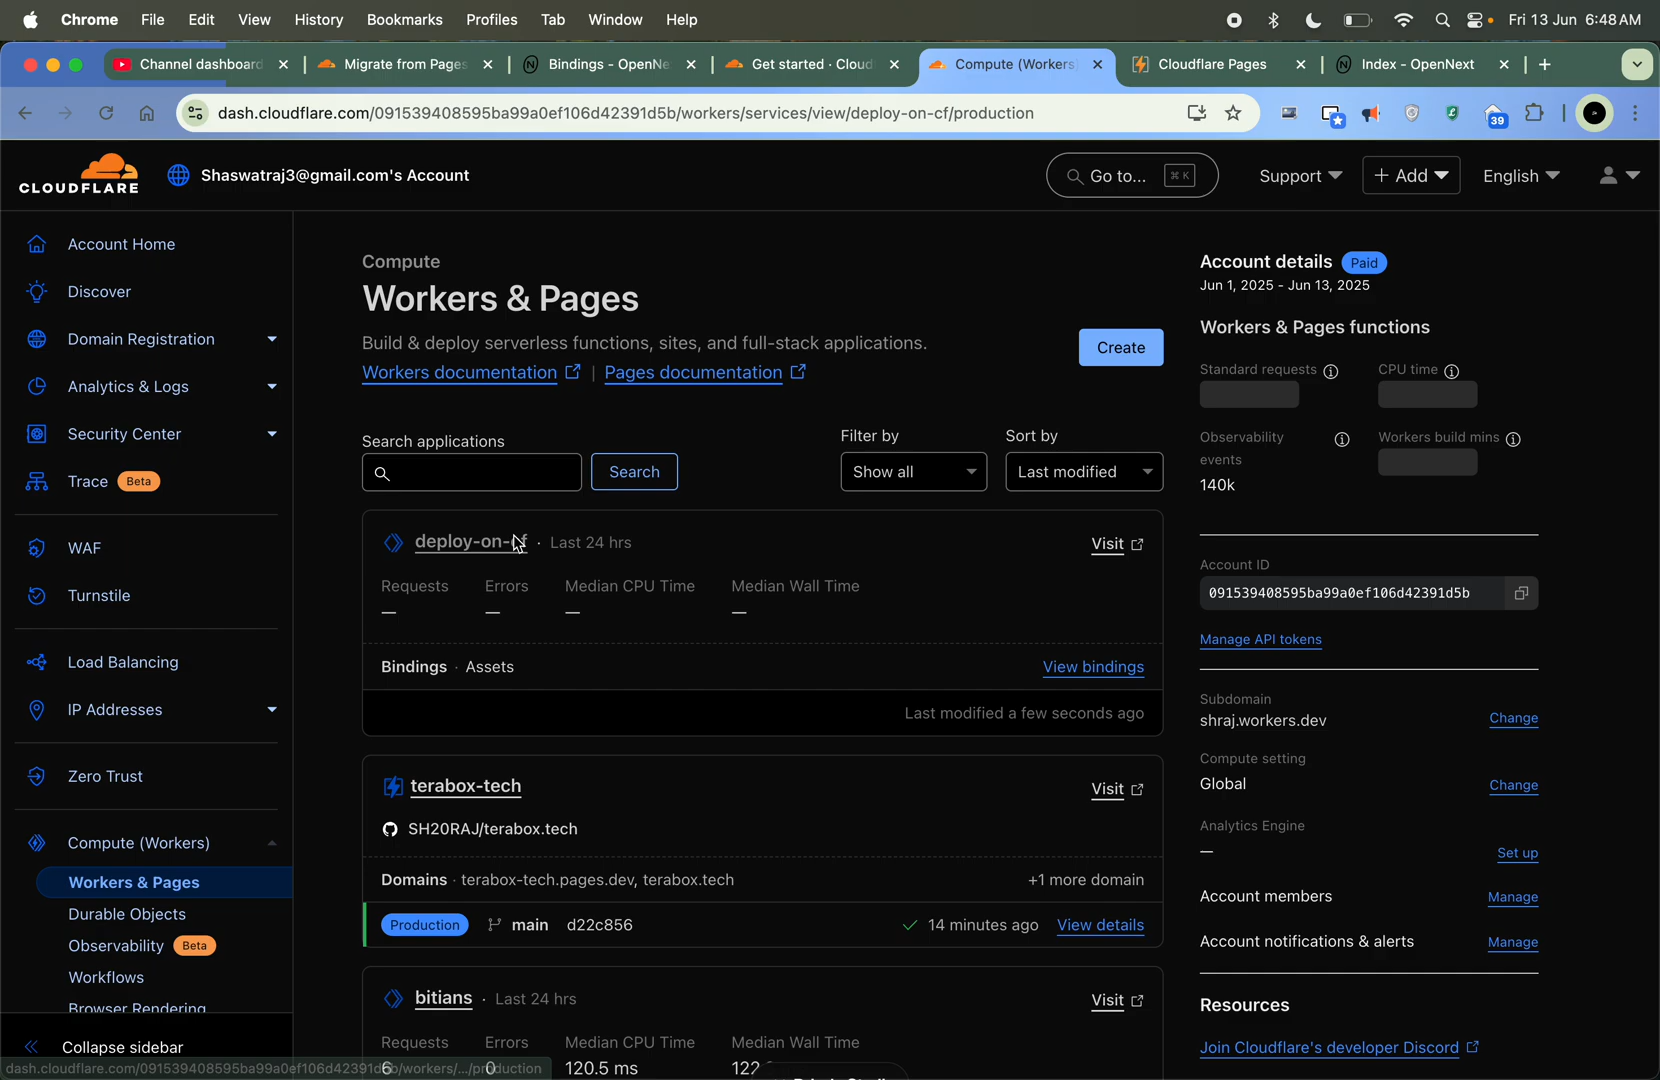 Chrome File Edit View History Bookmarks Profiles Tab Window Help Fri 13 Jun 6:48 AM
Channel dashboard Migrate from Pages Bindings - OpenNe Get started · Cloud Compute (Workers) Cloudflare Pages Index - OpenNext
dash.cloudflare.com/091539408595ba99a0ef106d42391d5b/workers/services/view/deploy-on-cf/production 39
CLOUDFLARE Shaswatraj3@gmail.com's Account Go to... ⌘ K Support + Add English
Account Home
Discover
Domain Registration
Analytics & Logs
Security Center
Trace Beta
WAF
Turnstile
Load Balancing
IP Addresses
Zero Trust
Compute (Workers)
Workers & Pages
Durable Objects
Observability Beta
Workflows
Browser Rendering
Collapse sidebar
Compute
Workers & Pages
Build & deploy serverless functions, sites, and full-stack applications.
Workers documentation | Pages documentation
Create
Search applications Filter by Sort by
Search Show all Last modified
deploy-on-cf · Last 24 hrs Visit
Requests Errors Median CPU Time Median Wall Time
— — — —
Bindings · Assets View bindings
Last modified a few seconds ago
terabox-tech Visit
SH20RAJ/terabox.tech
Domains · terabox-tech.pages.dev, terabox.tech +1 more domain
Production main d22c856 14 minutes ago View details
bitians · Last 24 hrs Visit
Requests Errors Median CPU Time Median Wall Time
6 0 120.5 ms
Account details Paid
Jun 1, 2025 - Jun 13, 2025
Workers & Pages functions
Standard requests CPU time
Observability events Workers build mins
140k
Account ID
091539408595ba99a0ef106d42391d5b
Manage API tokens
Subdomain
shraj.workers.dev Change
Compute setting
Global Change
Analytics Engine
— Set up
Account members Manage
Account notifications & alerts Manage
Resources
Join Cloudflare's developer Discord